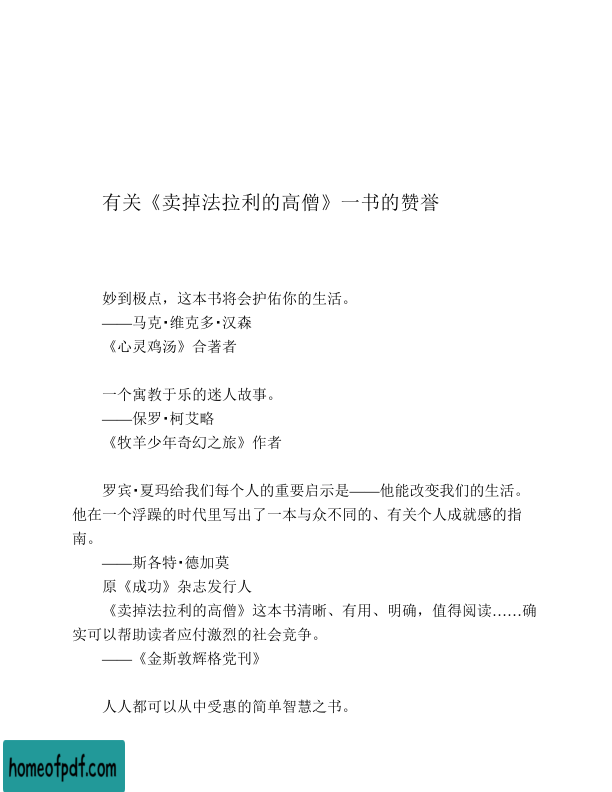 有关《卖掉法拉利的高僧》一书的赞誉
妙到极点，这本书将会护佑你的生活。
——马克·维克多·汉森
《心灵鸡汤》合著者
一个寓教于乐的迷人故事。
——保罗·柯艾略
《牧羊少年奇幻之旅》作者
罗宾·夏玛给我们每个人的重要启示是——他能改变我们的生活。
他在一个浮躁的时代里写出了一本与众不同的、有关个人成就感的指
南。
——斯各特·德加莫
原《成功》杂志发行人
《卖掉法拉利的高僧》这本书清晰、有用、明确，值得阅读……确
实可以帮助读者应付激烈的社会竞争。
——《金斯敦辉格党刊》
人人都可以从中受惠的简单智慧之书。
homeofpdf.com